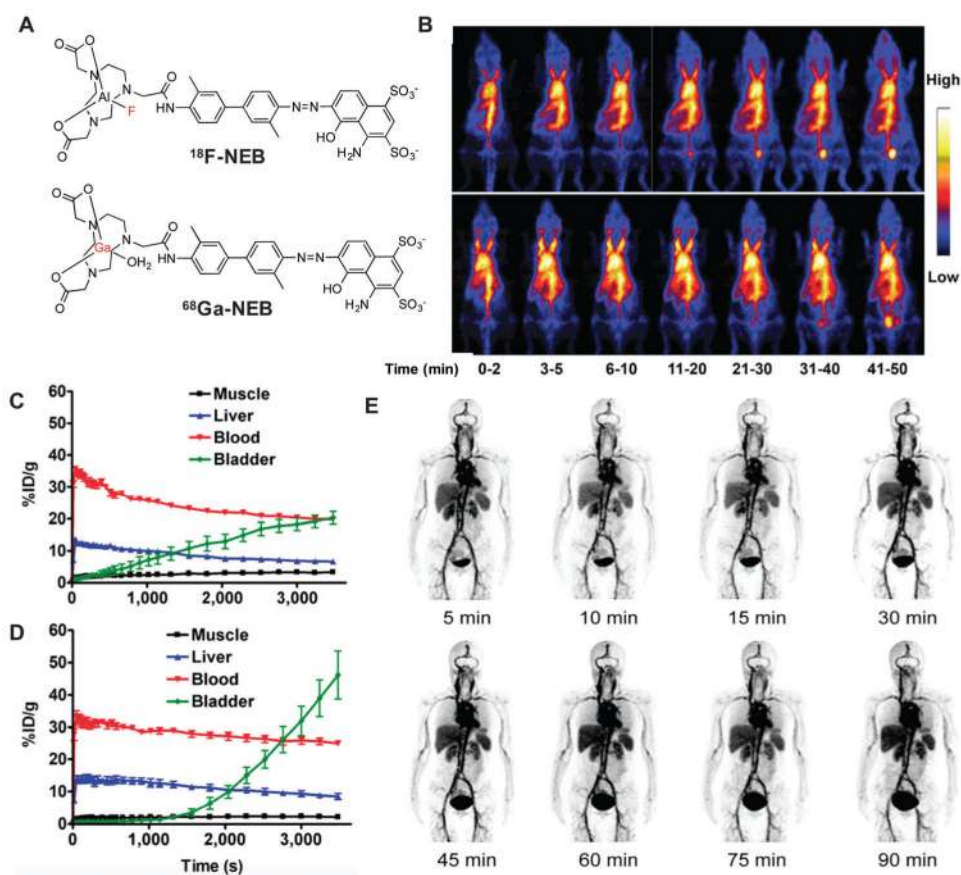 A
O
O
N
N
Al
F
O
N
O
O
NH
N=N
SO₃⁻
HO
NH₂
SO₃⁻
¹⁸F-NEB
O
O
N
N
Ga
OH₂
O
N
O
O
NH
N=N
SO₃⁻
HO
NH₂
SO₃⁻
⁶⁸Ga-NEB
B
High
Low
Time (min) 0-2 3-5 6-10 11-20 21-30 31-40 41-50
C
Muscle
Liver
Blood
Bladder
%ID/g
60
50
40
30
20
10
0
0 1,000 2,000 3,000
D
Muscle
Liver
Blood
Bladder
%ID/g
60
50
40
30
20
10
0
0 1,000 2,000 3,000
Time (s)
E
5 min 10 min 15 min 30 min
45 min 60 min 75 min 90 min